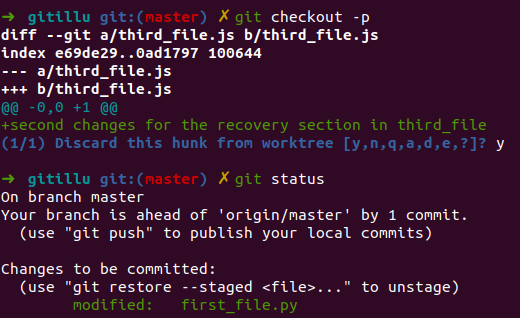 ➜ gitillu git:(master) ✗ git checkout -p
diff --git a/third_file.js b/third_file.js
index e69de29..0ad1797 100644
--- a/third_file.js
+++ b/third_file.js
@@ -0,0 +1 @@
+second changes for the recovery section in third_file
(1/1) Discard this hunk from worktree [y,n,q,a,d,e,?]? y
➜ gitillu git:(master) ✗ git status
On branch master
Your branch is ahead of 'origin/master' by 1 commit.
(use "git push" to publish your local commits)
Changes to be committed:
(use "git restore --staged <file>..." to unstage)
modified: first_file.py